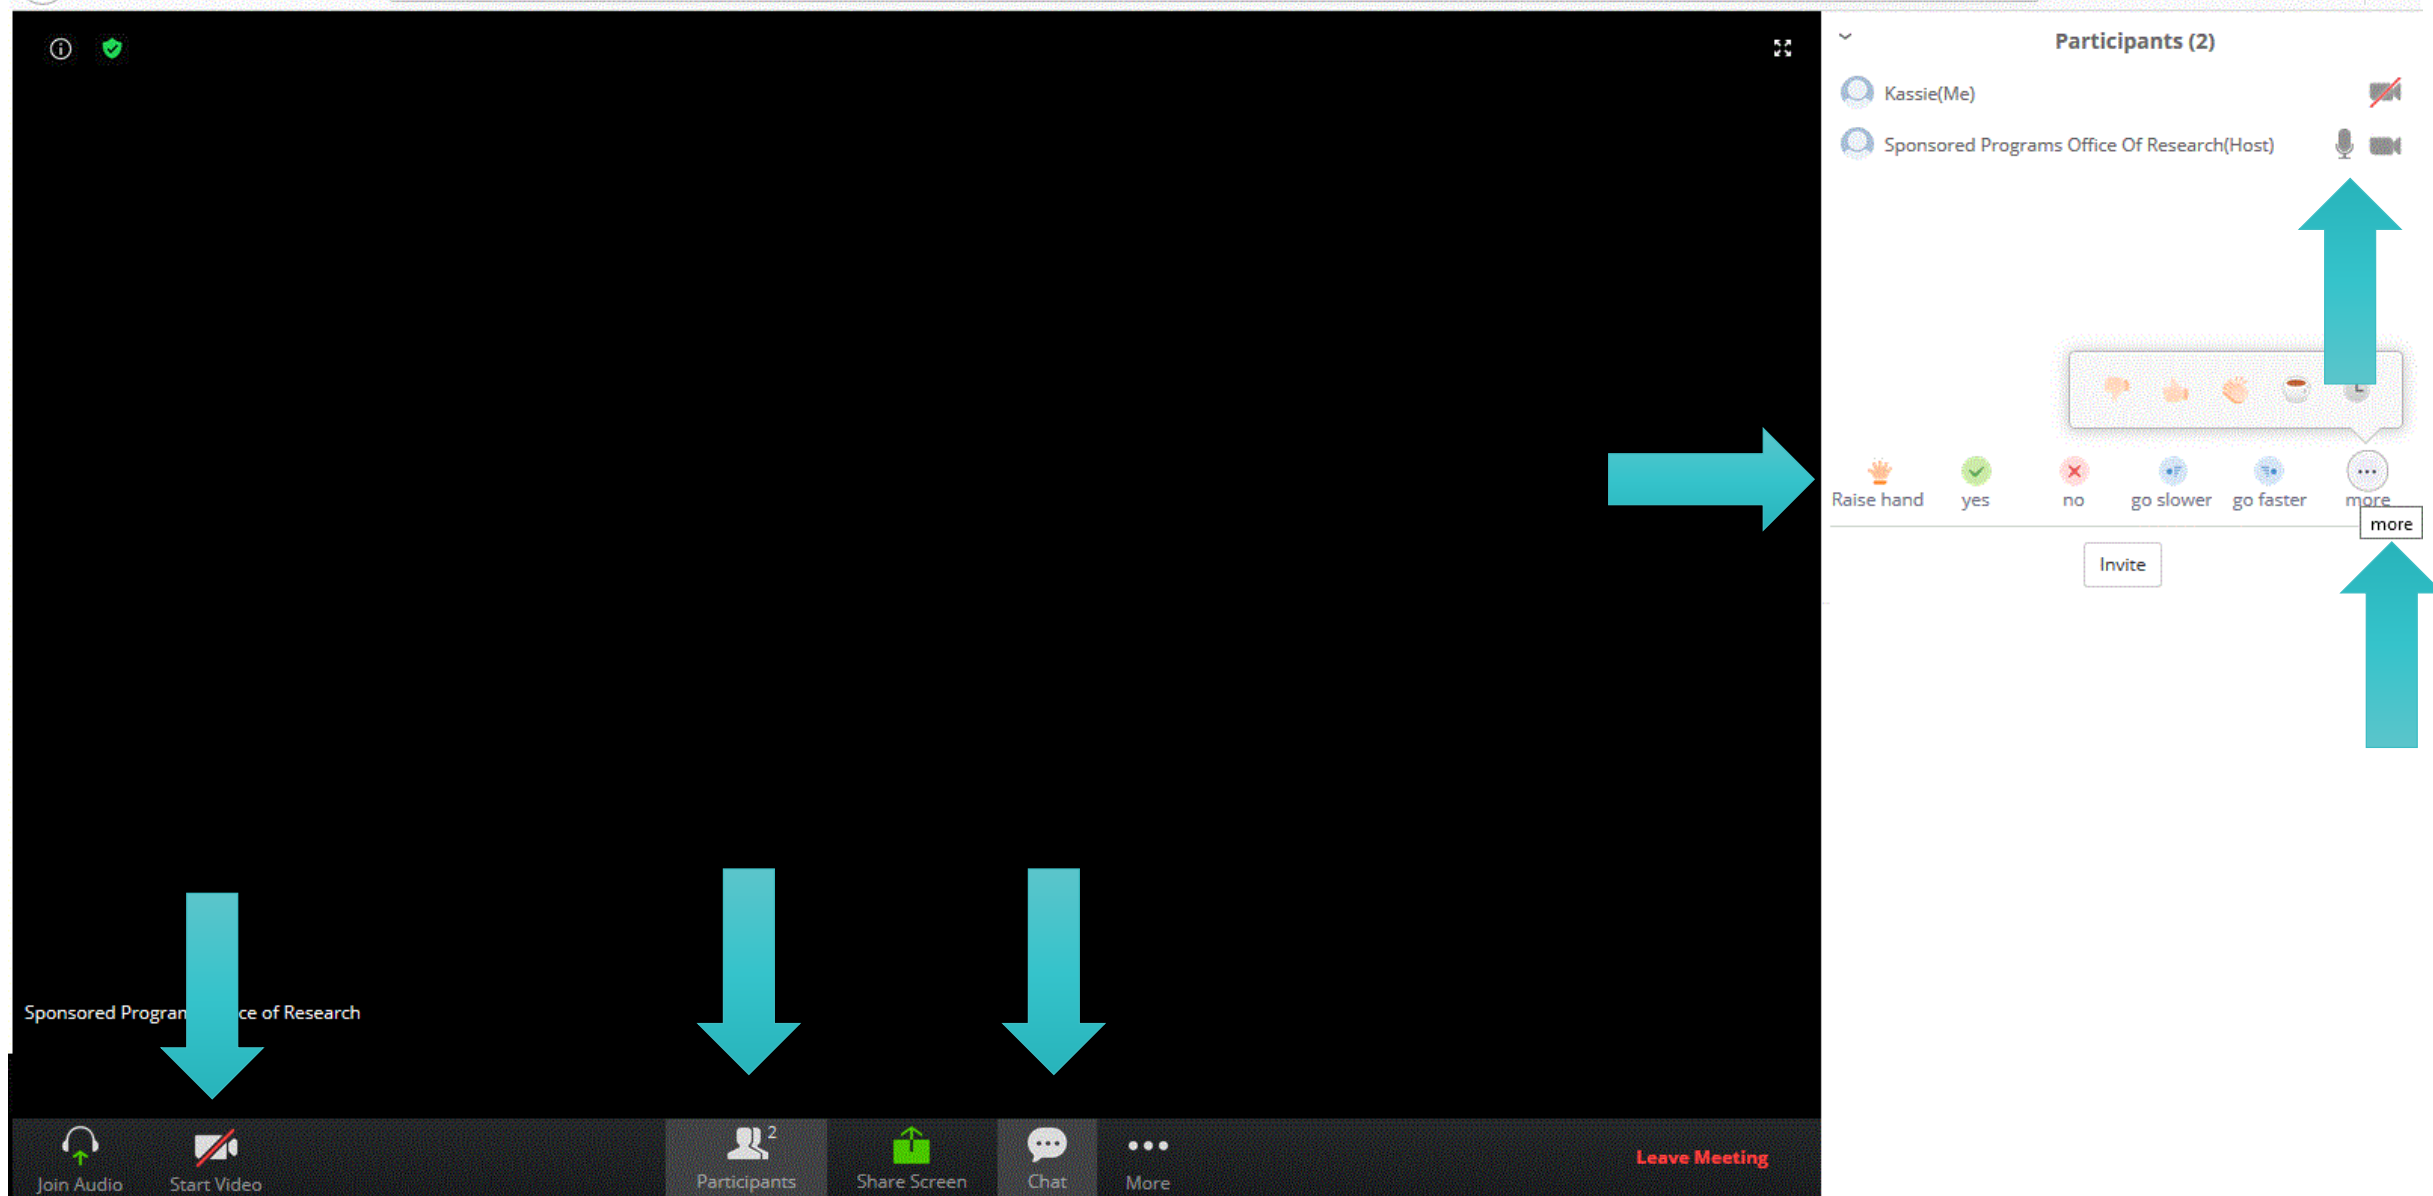 Participants (2)
Kassie(Me)
Sponsored Programs Office Of Research(Host)
Raise hand
yes
no
go slower
go faster
more
more
Invite
Sponsored ce of Research
Join Audio
Start Video
2
Participants
Share Screen
Chat
More
Leave Meeting